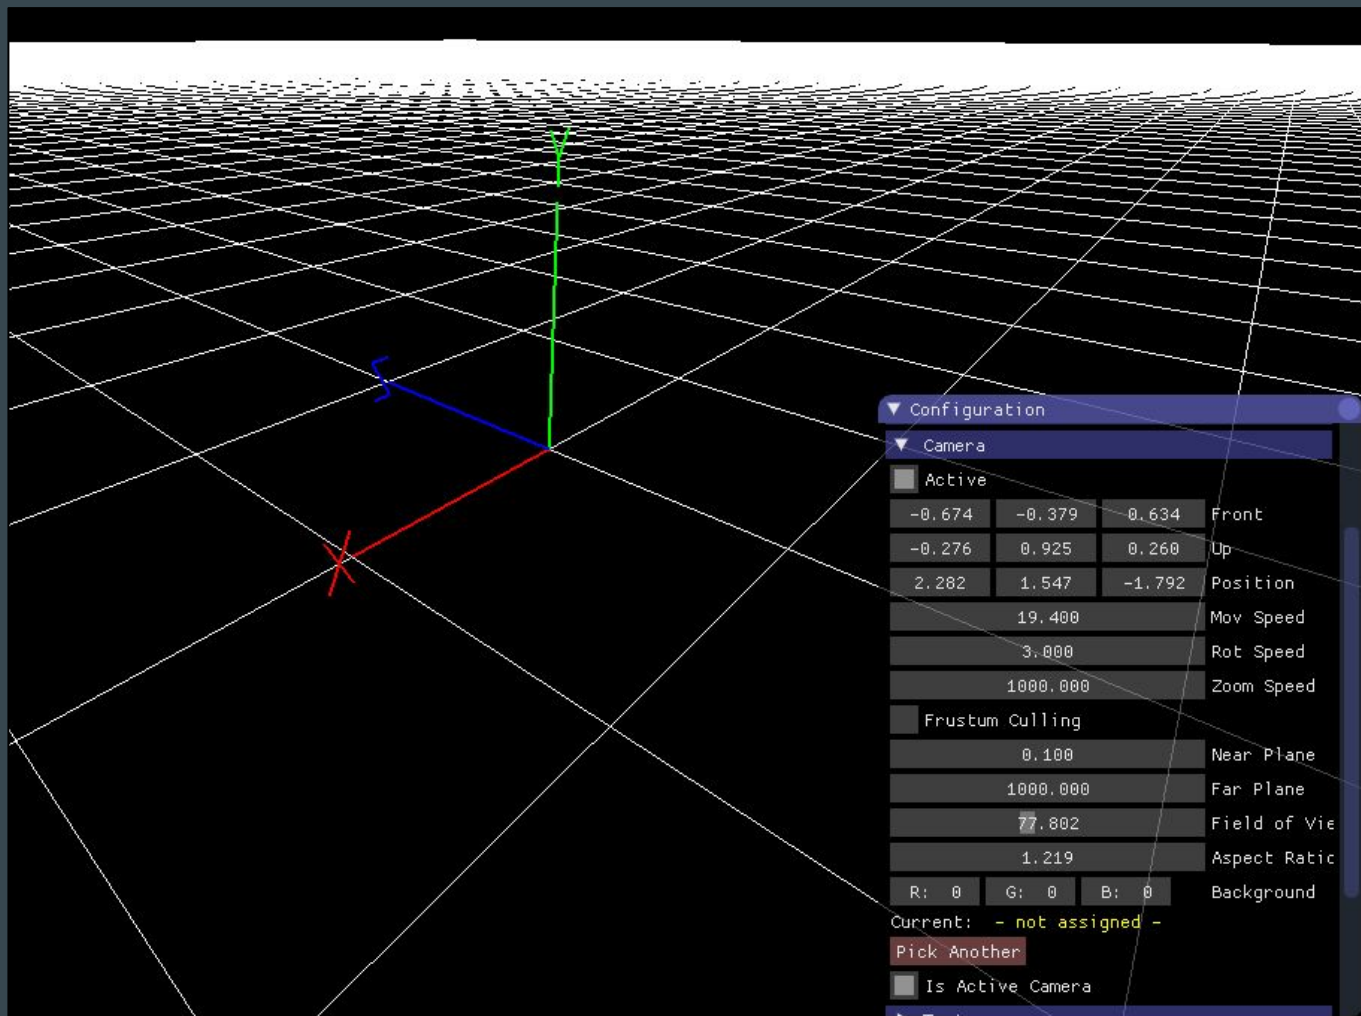 Y
X
Configuration
Camera
Active
-0.674 -0.379 0.634 Front
-0.276 0.925 0.260 Up
2.282 1.547 -1.792 Position
19.400 Mov Speed
3.000 Rot Speed
1000.000 Zoom Speed
Frustum Culling
0.100 Near Plane
1000.000 Far Plane
77.802 Field of Vie
1.219 Aspect Ratio
R: 0 G: 0 B: 0 Background
Current: - not assigned -
Pick Another
Is Active Camera